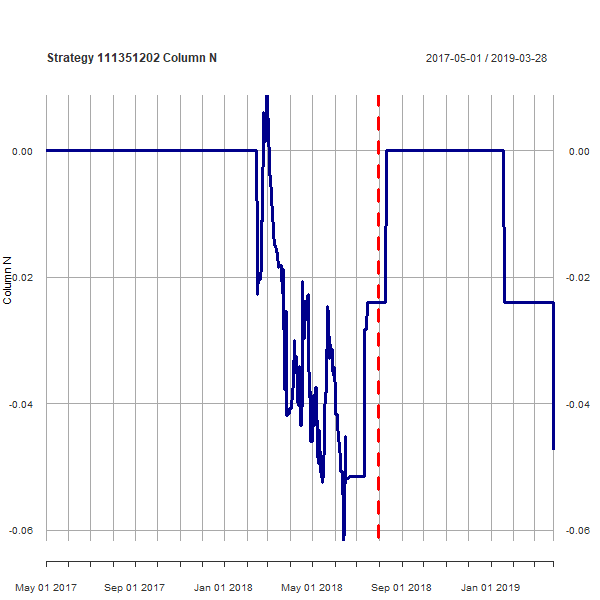 Strategy 111351202 Column N
2017-05-01 / 2019-03-28
Column N
0.00
-0.02
-0.04
-0.06
0.00
-0.02
-0.04
-0.06
May 01 2017
Sep 01 2017
Jan 01 2018
May 01 2018
Sep 01 2018
Jan 01 2019